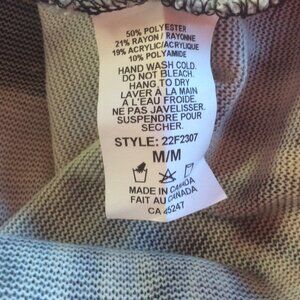 50% POLYESTER
21% RAYON / RAYONNE
19% ACRYLIC/ACRYLIQUE
10% POLYAMIDE
HAND WASH COLD.
DO NOT BLEACH.
HANG TO DRY
LAVER À LA MAIN
A L'EAU FROIDE.
NE PAS JAVELISSER.
SUSPENDRE POUR
SECHER.
STYLE: 22F2307
M/M
MADE IN CANADA
FAIT AU CANADA
CA 45247